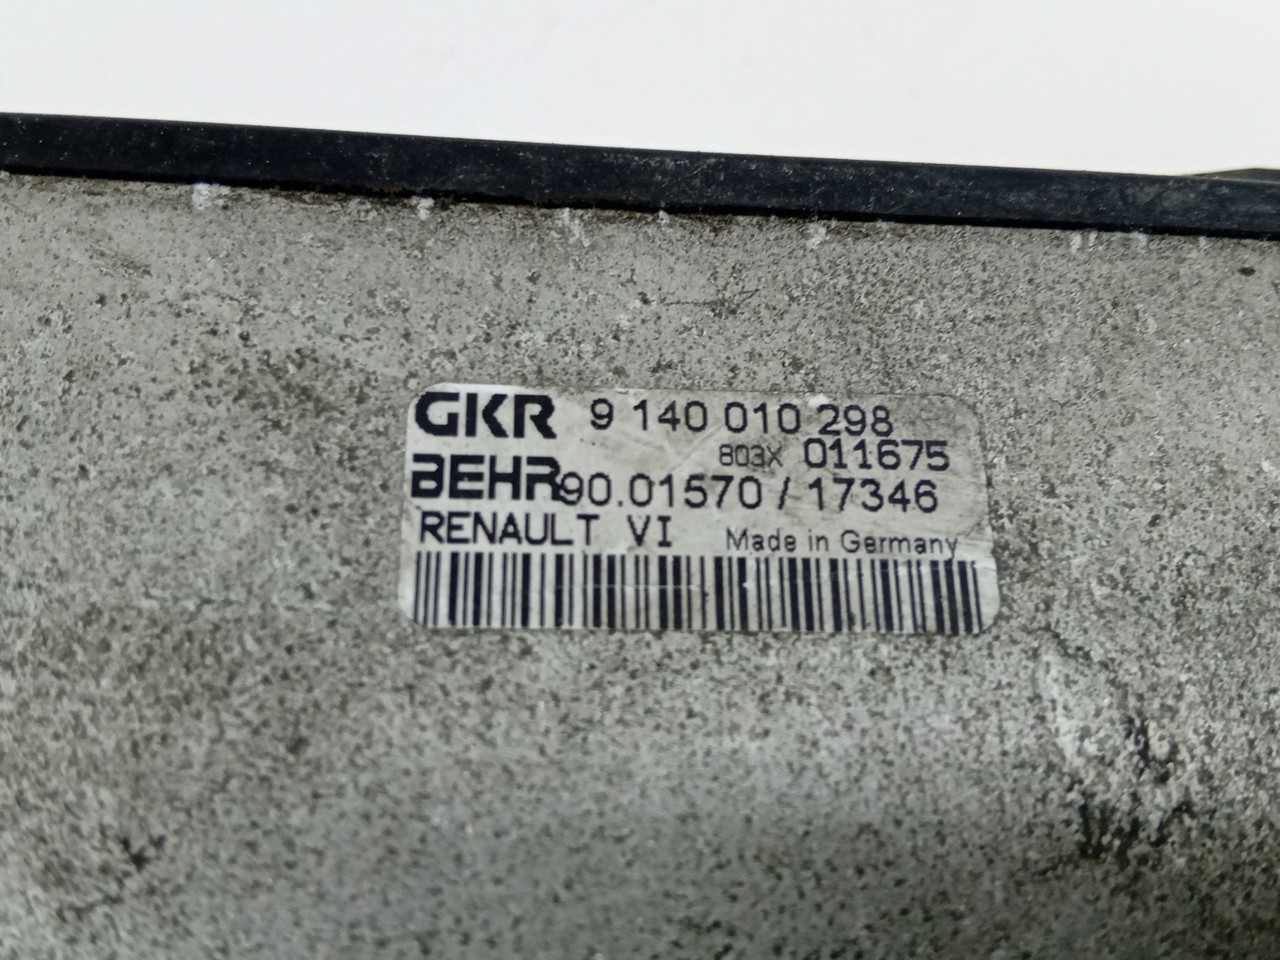 GKR 9 140 010 298
803X 011675
BEHR 90.01570 / 17346
RENAULT VI Made in Germany